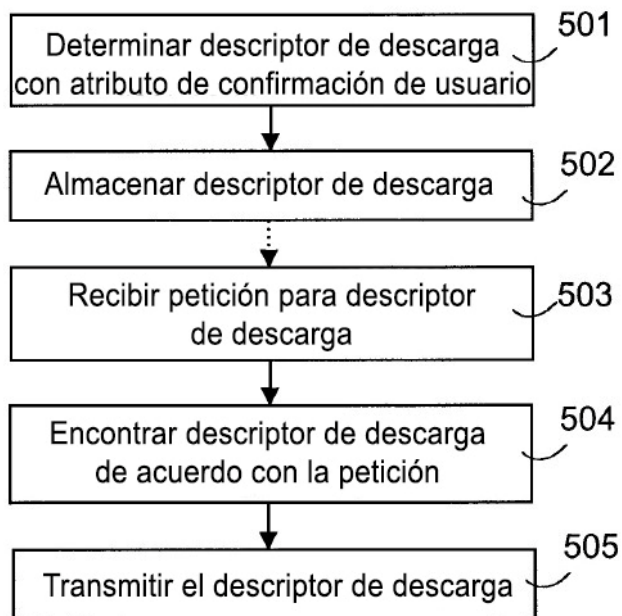 Determinar descriptor de descarga
con atributo de confirmación de usuario
501
Almacenar descriptor de descarga
502
Recibir petición para descriptor
de descarga
503
Encontrar descriptor de descarga
de acuerdo con la petición
504
Transmitir el descriptor de descarga
505